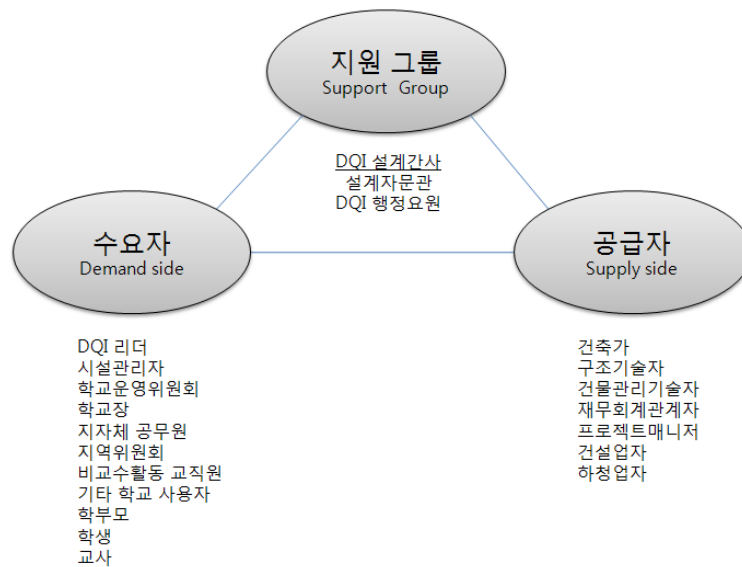 지원 그룹
Support Group
DQI 설계간사
설계자문관
DQI 행정요원
수요자
Demand side
공급자
Supply side
DQI 리더
시설관리자
학교운영위원회
학교장
지자체 공무원
지역위원회
비교수활동 교직원
기타 학교 사용자
학부모
학생
교사
건축가
구조기술자
건물관리기술자
재무회계관계자
프로젝트매니저
건설업자
하청업자